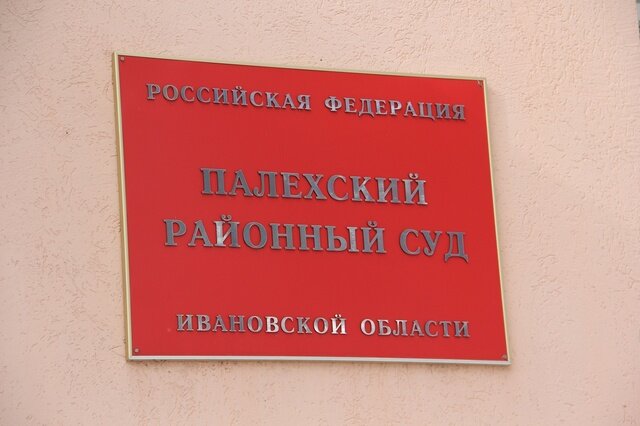 РОССИЙСКАЯ ФЕДЕРАЦИЯ
ПАЛЕХСКИЙ
РАЙОННЫЙ СУД
ИВАНОВСКОЙ ОБЛАСТИ